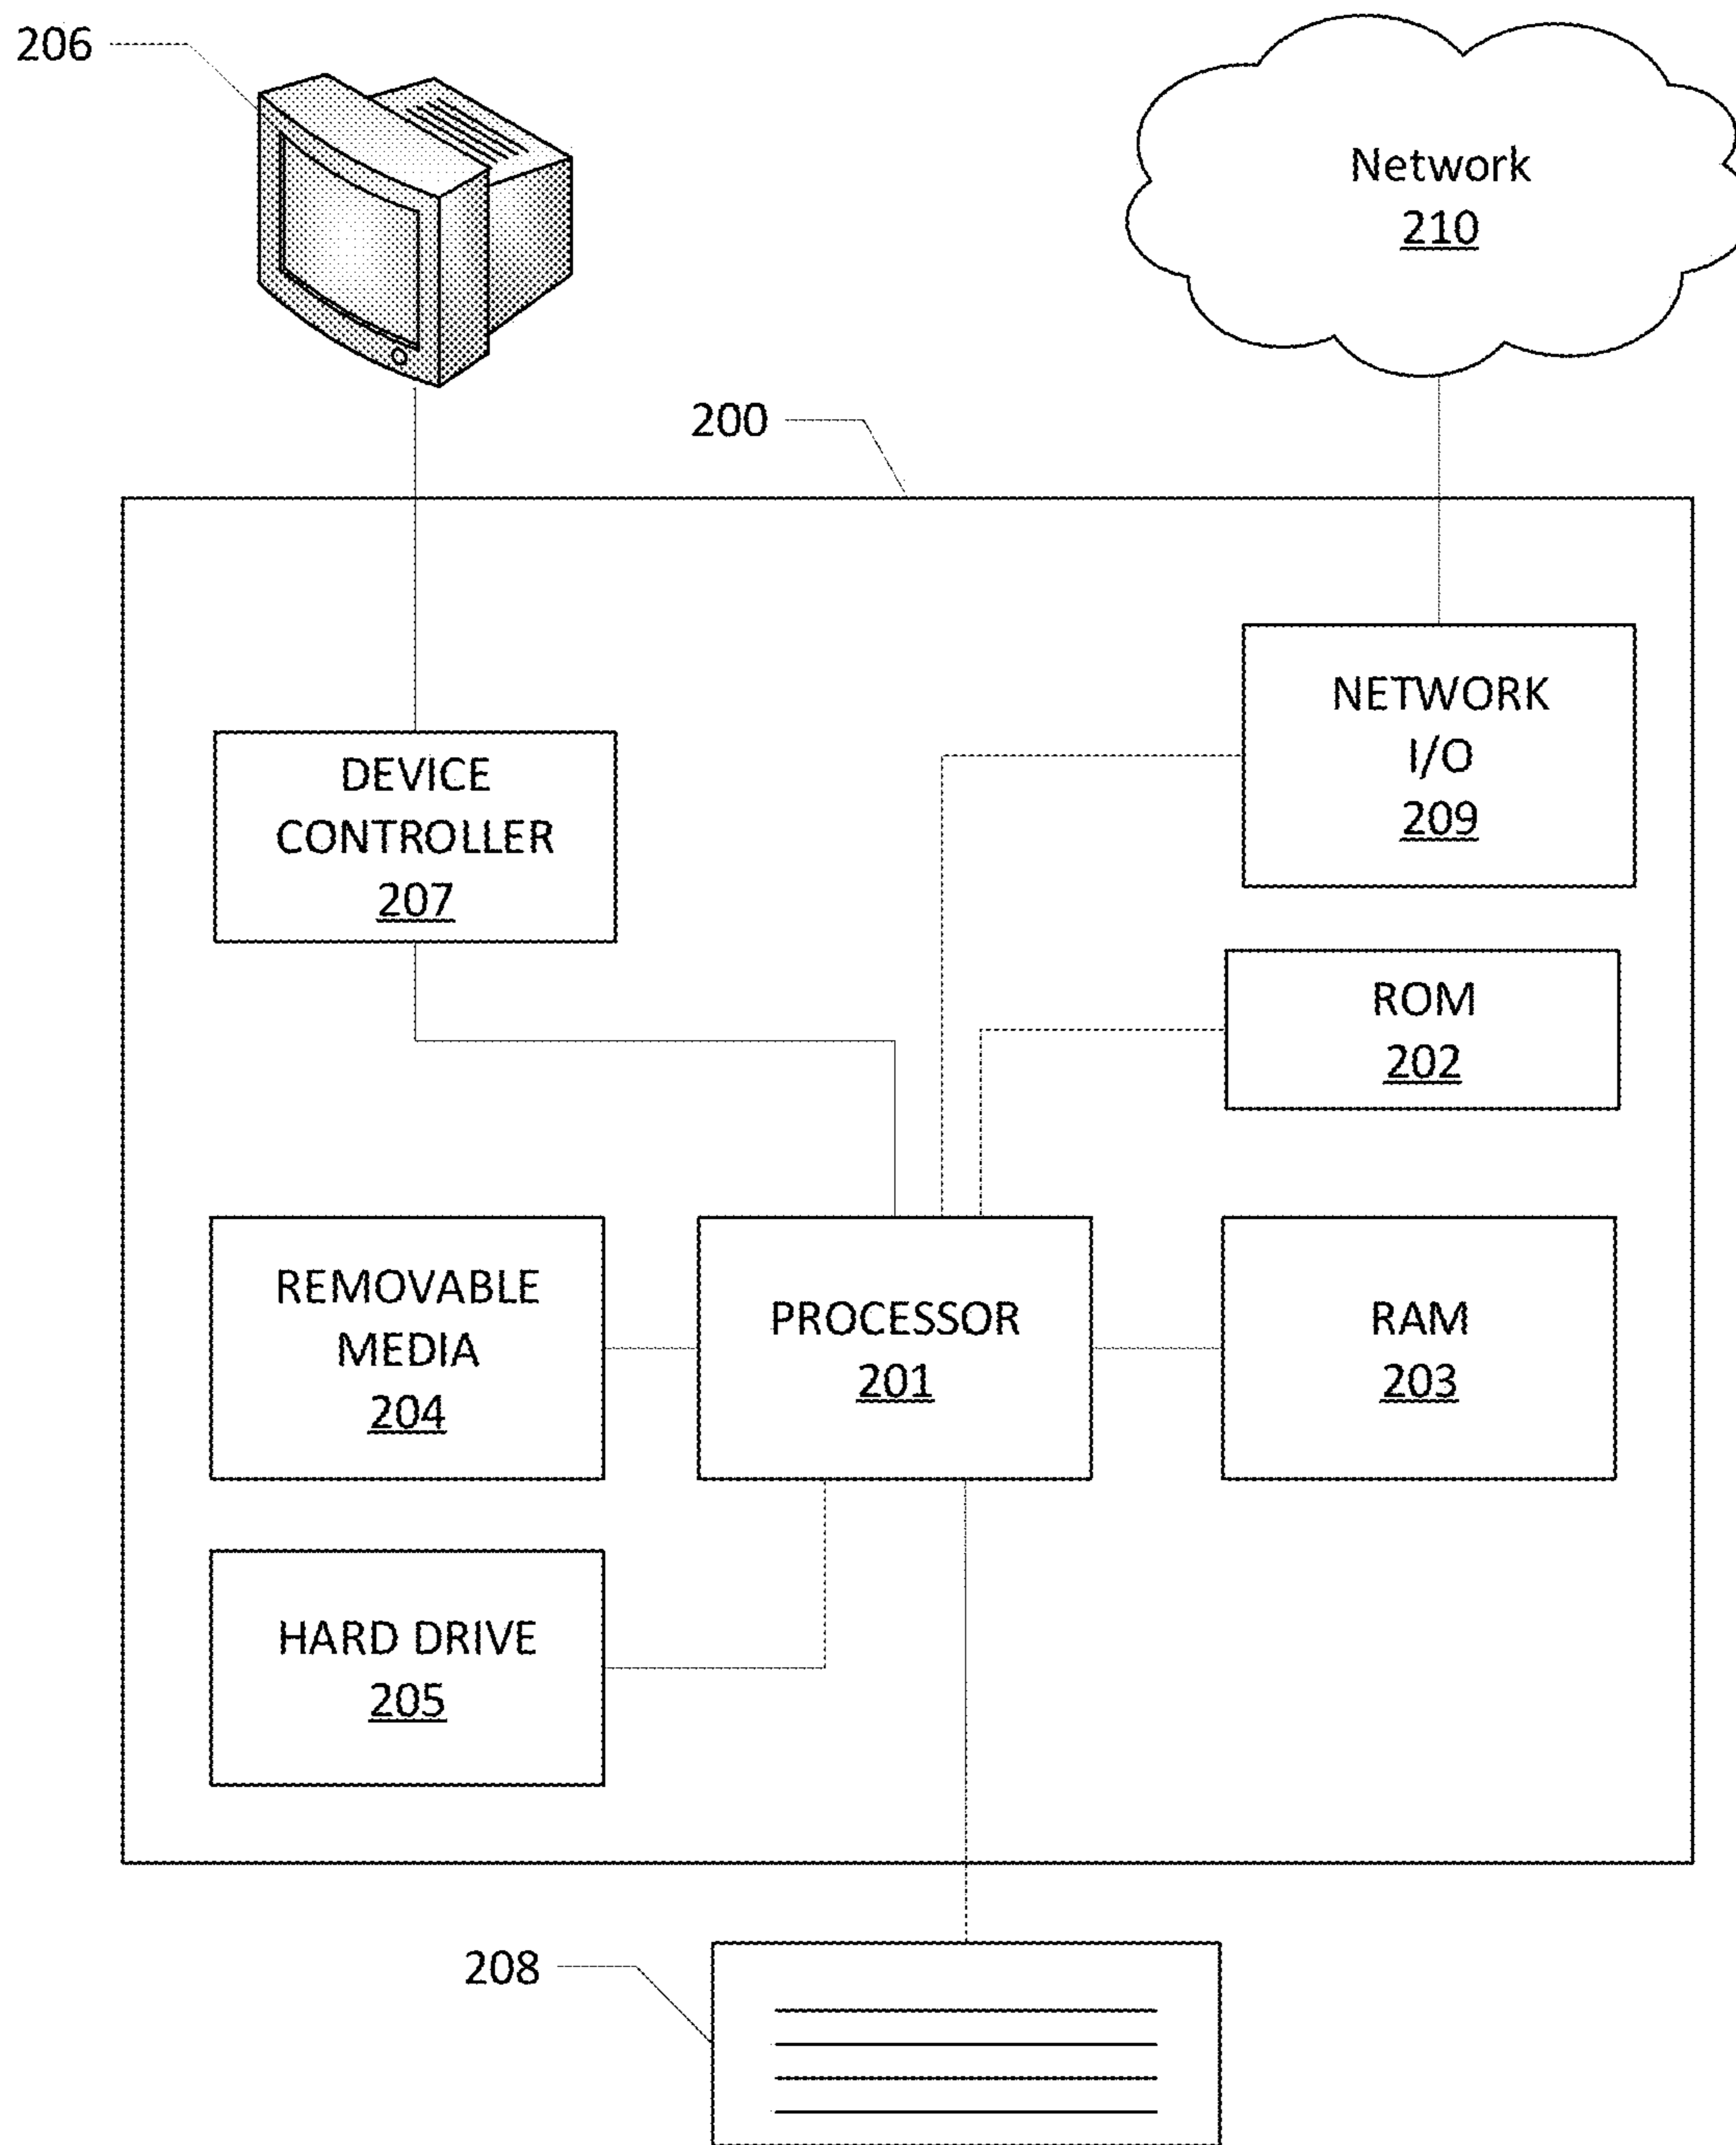 206
Network
210
200
NETWORK
I/O
209
DEVICE
CONTROLLER
207
ROM
202
REMOVABLE
MEDIA
204
PROCESSOR
201
RAM
203
HARD DRIVE
205
208